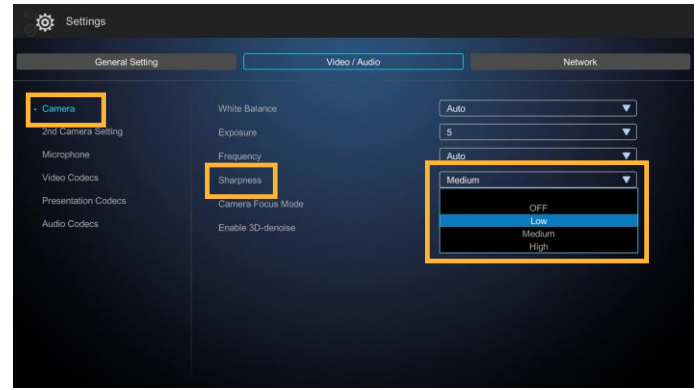 Settings
General Setting Video / Audio Network
Camera White Balance Auto
2nd Camera Setting Exposure 5
Microphone Frequency Auto
Video Codecs Sharpness Medium
Presentation Codecs Camera Focus Mode OFF
Low
Audio Codecs Enable 3D-denoise Medium
High